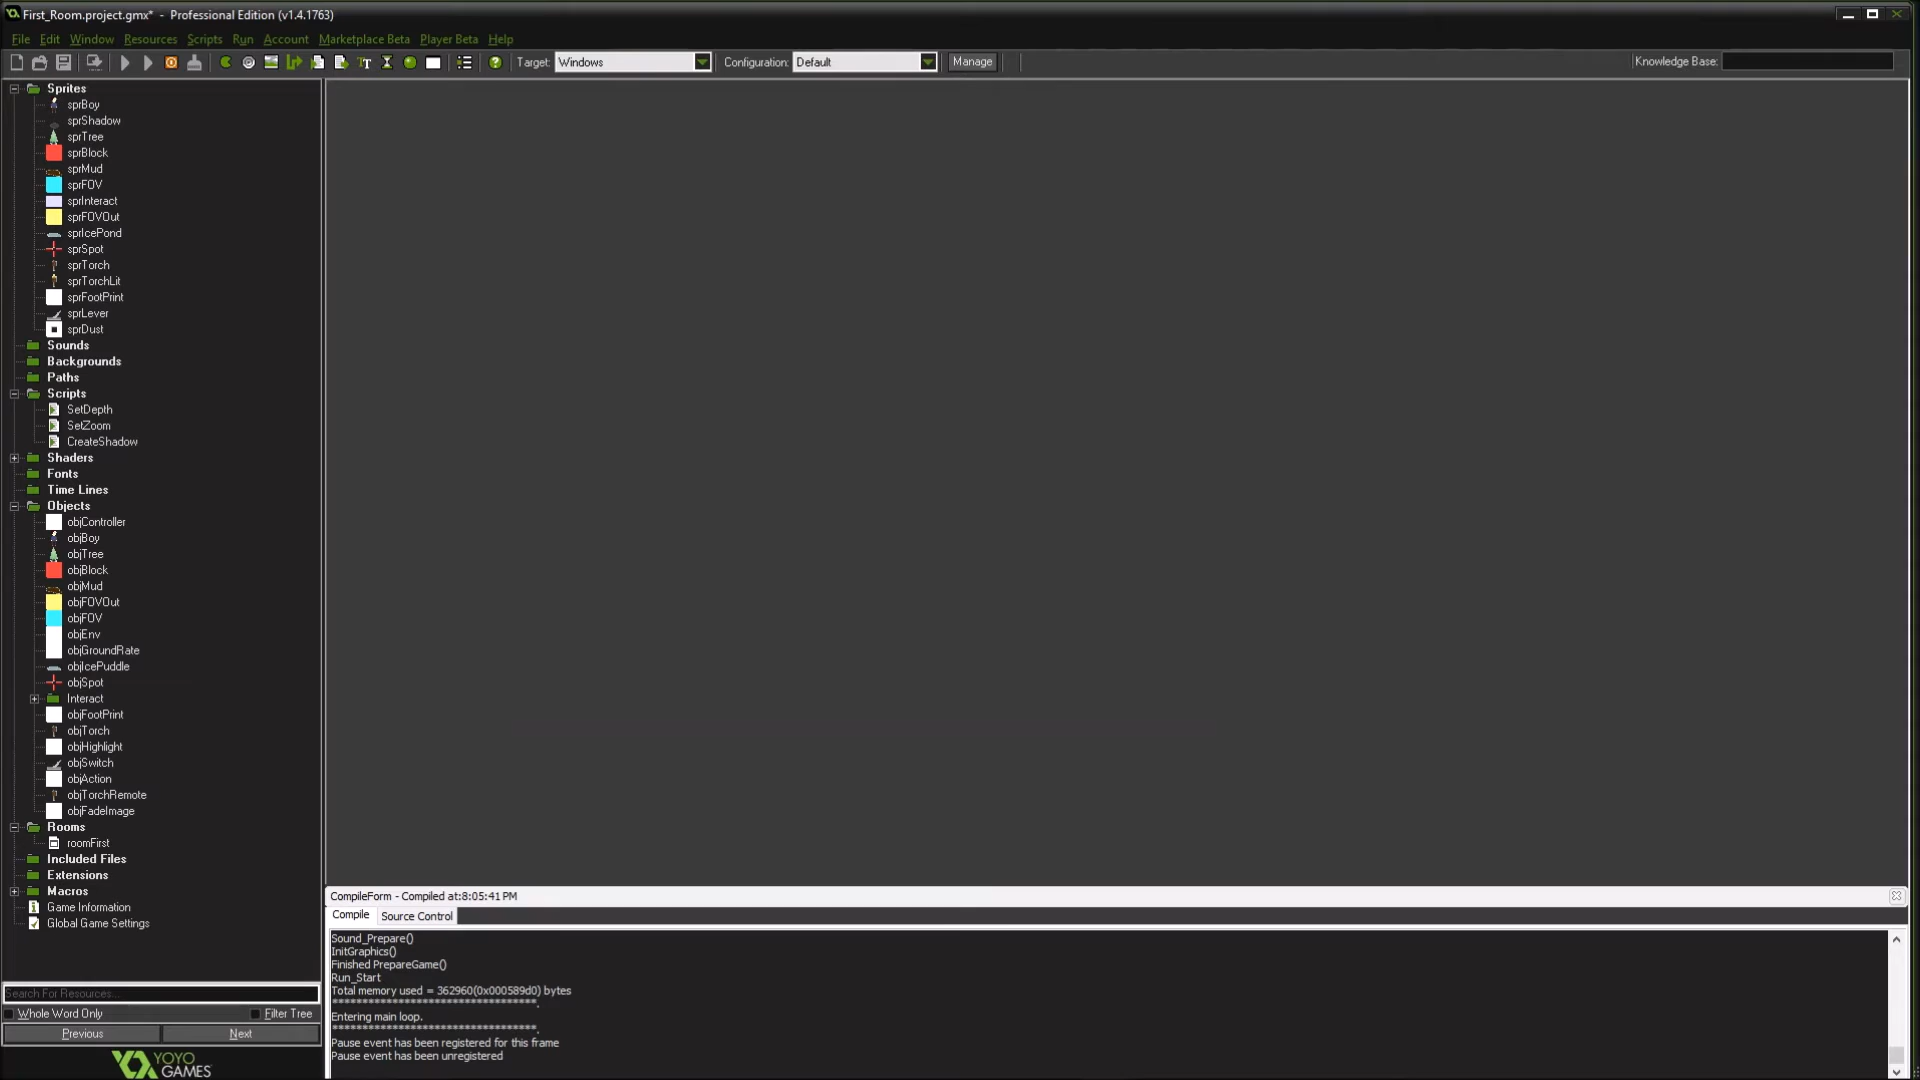 First_Room.project.gmx* - Professional Edition (v1.4.1763)
File Edit Window Resources Scripts Run Account Marketplace Beta Player Beta Help
Target: Windows Configuration: Default Manage Knowledge Base:
Sprites
sprBoy
sprShadow
sprTree
sprBlock
sprMud
sprFOV
sprInteract
sprFOVOut
sprIcePond
sprSpot
sprTorch
sprTorchLit
sprFootPrint
sprLever
sprDust
Sounds
Backgrounds
Paths
Scripts
SetDepth
SetZoom
CreateShadow
Shaders
Fonts
Time Lines
Objects
objController
objBoy
objTree
objBlock
objMud
objFOVOut
objFOV
objEnv
objGroundRate
objIcePuddle
objSpot
Interact
objFootPrint
objTorch
objHighlight
objSwitch
objAction
objTorchRemote
objFadeImage
Rooms
roomFirst
Included Files
Extensions
Macros
Game Information
Global Game Settings
Search For Resources...
Whole Word Only Filter Tree
Previous Next
YOYO
GAMES
CompileForm - Compiled at:8:05:41 PM
Compile Source Control
Sound_Prepare()
InitGraphics()
Finished PrepareGame()
Run_Start
Total memory used = 362960(0x000589d0) bytes
**********************************.
Entering main loop.
**********************************.
Pause event has been registered for this frame
Pause event has been unregistered